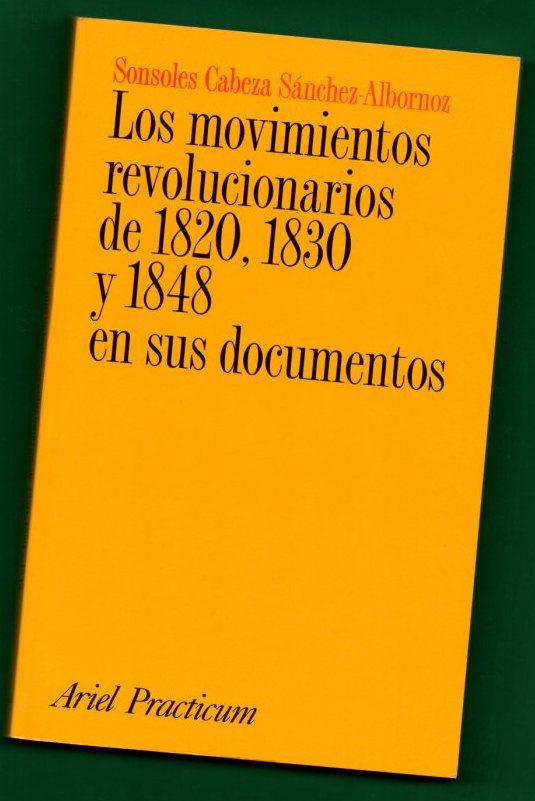 Sonsoles Cabeza Sánchez-Albornoz
Los movimientos
revolucionarios
de 1820, 1830
y 1848
en sus documentos
Ariel Practicum